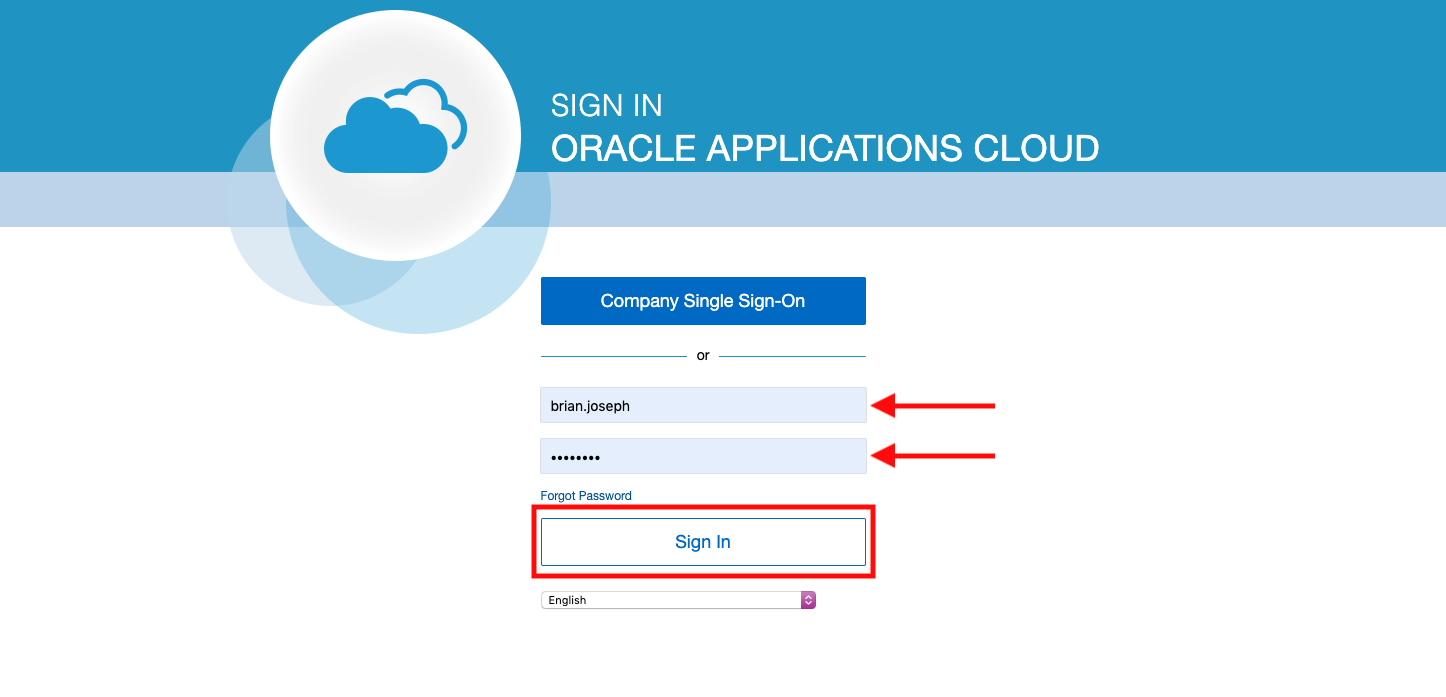 SIGN IN
ORACLE APPLICATIONS CLOUD
Company Single Sign-On
or
brian.joseph
••••••••
Forgot Password
Sign In
English